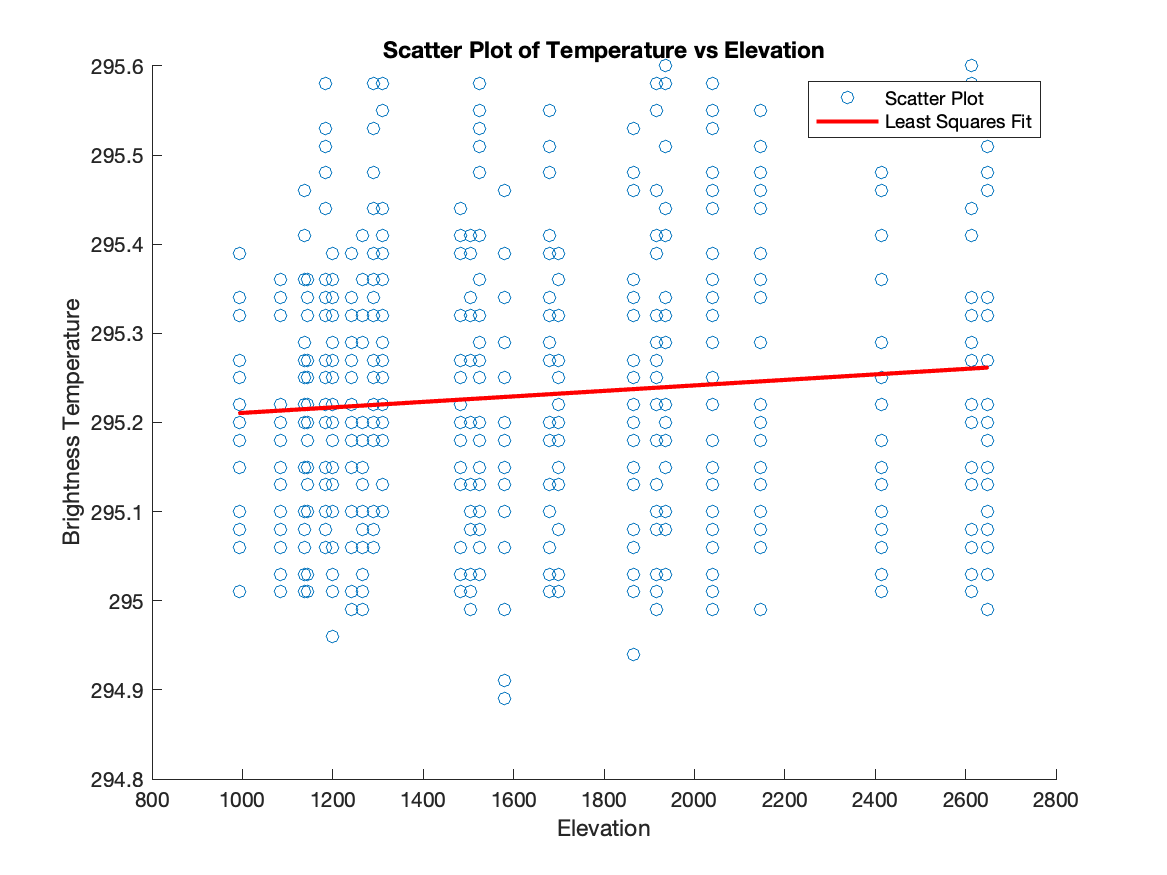 Scatter Plot of Temperature vs Elevation
Scatter Plot
Least Squares Fit
295.6
295.5
295.4
295.3
295.2
295.1
295
294.9
294.8
Brightness Temperature
800 1000 1200 1400 1600 1800 2000 2200 2400 2600 2800
Elevation